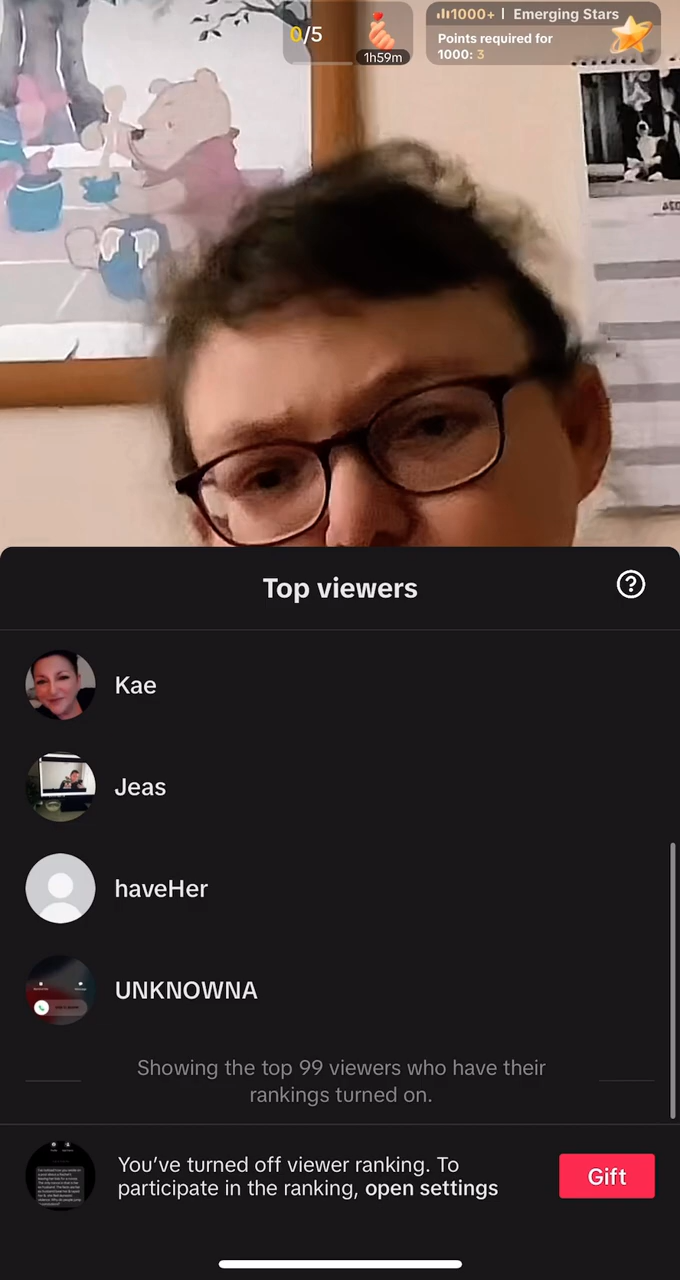 0/5
1h59m
1000+ | Emerging Stars
Points required for
1000: 3
Top viewers
Kae
Jeas
haveHer
UNKNOWNA
Showing the top 99 viewers who have their
rankings turned on.
You’ve turned off viewer ranking. To
participate in the ranking, open settings
Gift